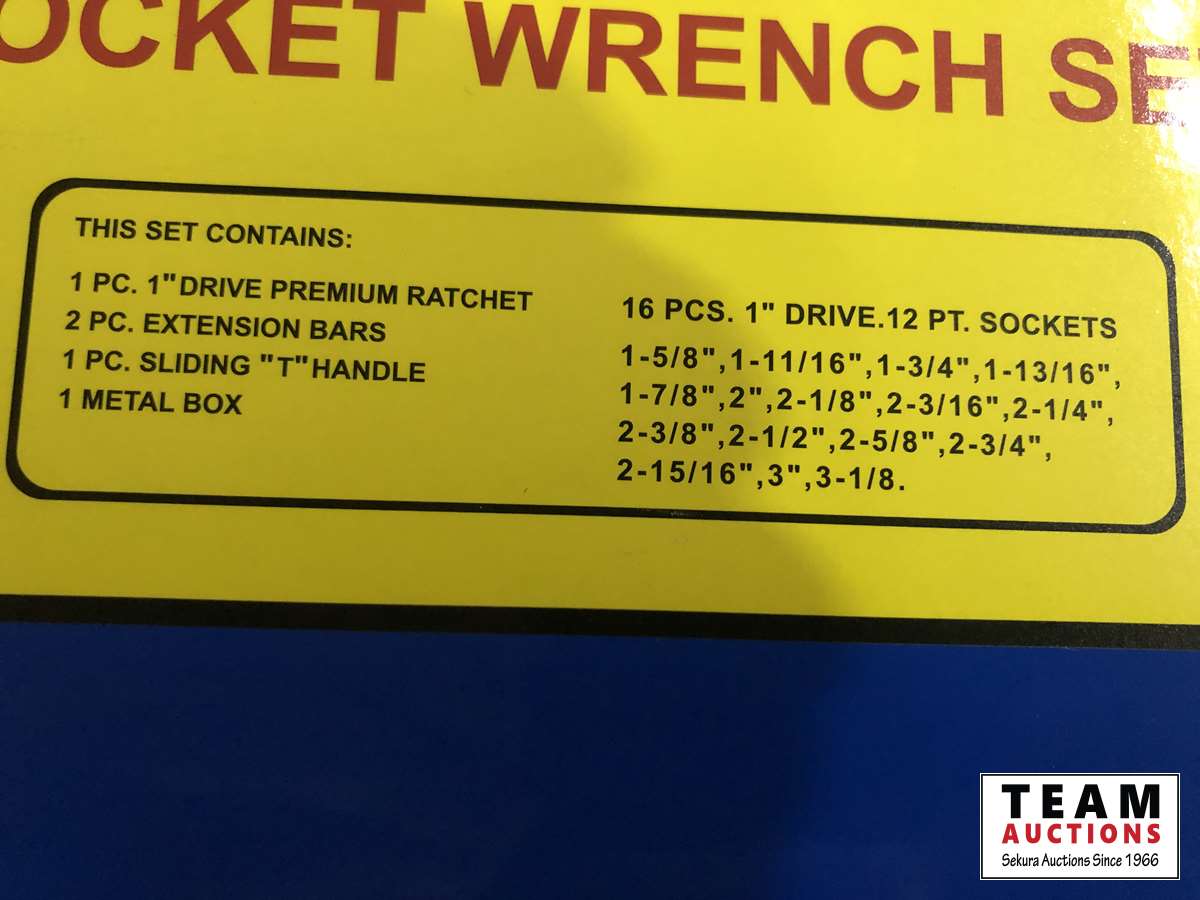 OCKET WRENCH SE
THIS SET CONTAINS:
1 PC. 1" DRIVE PREMIUM RATCHET
2 PC. EXTENSION BARS
1 PC. SLIDING "T" HANDLE
1 METAL BOX
16 PCS. 1" DRIVE.12 PT. SOCKETS
1-5/8",1-11/16",1-3/4",1-13/16",
1-7/8",2",2-1/8",2-3/16",2-1/4",
2-3/8",2-1/2",2-5/8",2-3/4",
2-15/16",3",3-1/8.
TEAM
AUCTIONS
Sekura Auctions Since 1966